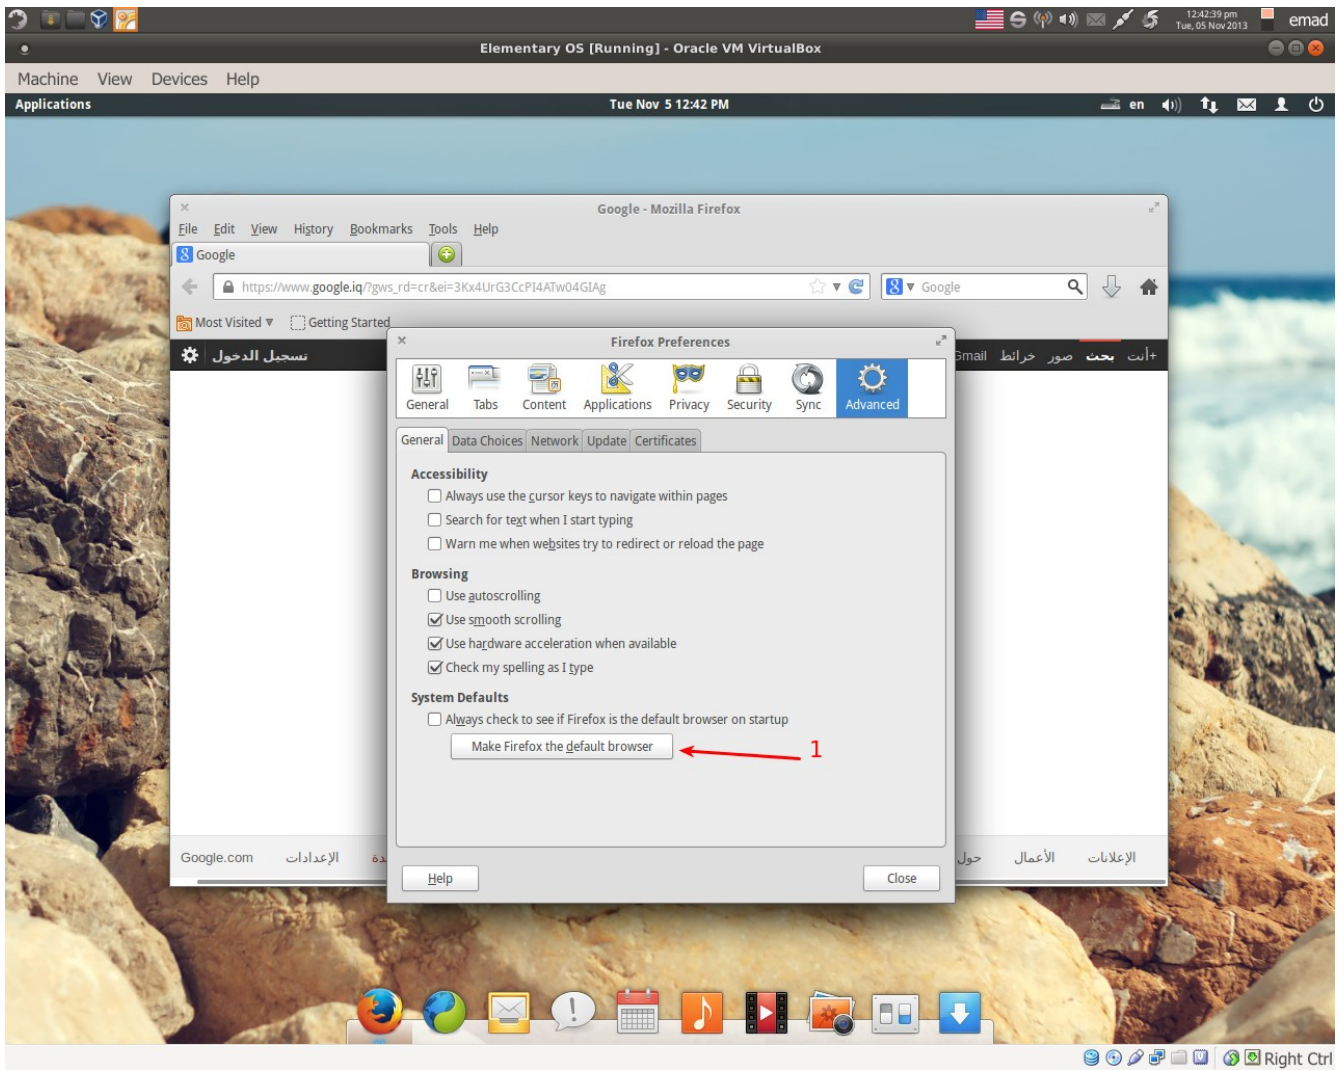 12:42:39 pm
Tue, 05 Nov 2013
emad
Elementary OS [Running] - Oracle VM VirtualBox
Machine View Devices Help
Applications
Tue Nov 5 12:42 PM
en
Google - Mozilla Firefox
File Edit View History Bookmarks Tools Help
Google
https://www.google.iq/?gws_rd=cr&ei=3Kx4UrG3CcPI4ATw04GIAg
Google
Most Visited Getting Started
+أنت بحث صور خرائط Gmail
تسجيل الدخول
Firefox Preferences
General Tabs Content Applications Privacy Security Sync Advanced
General Data Choices Network Update Certificates
Accessibility
Always use the cursor keys to navigate within pages
Search for text when I start typing
Warn me when websites try to redirect or reload the page
Browsing
Use autoscrolling
Use smooth scrolling
Use hardware acceleration when available
Check my spelling as I type
System Defaults
Always check to see if Firefox is the default browser on startup
Make Firefox the default browser
1
الإعلانات الأعمال حول
الإعدادات Google.com
Help
Close
Right Ctrl